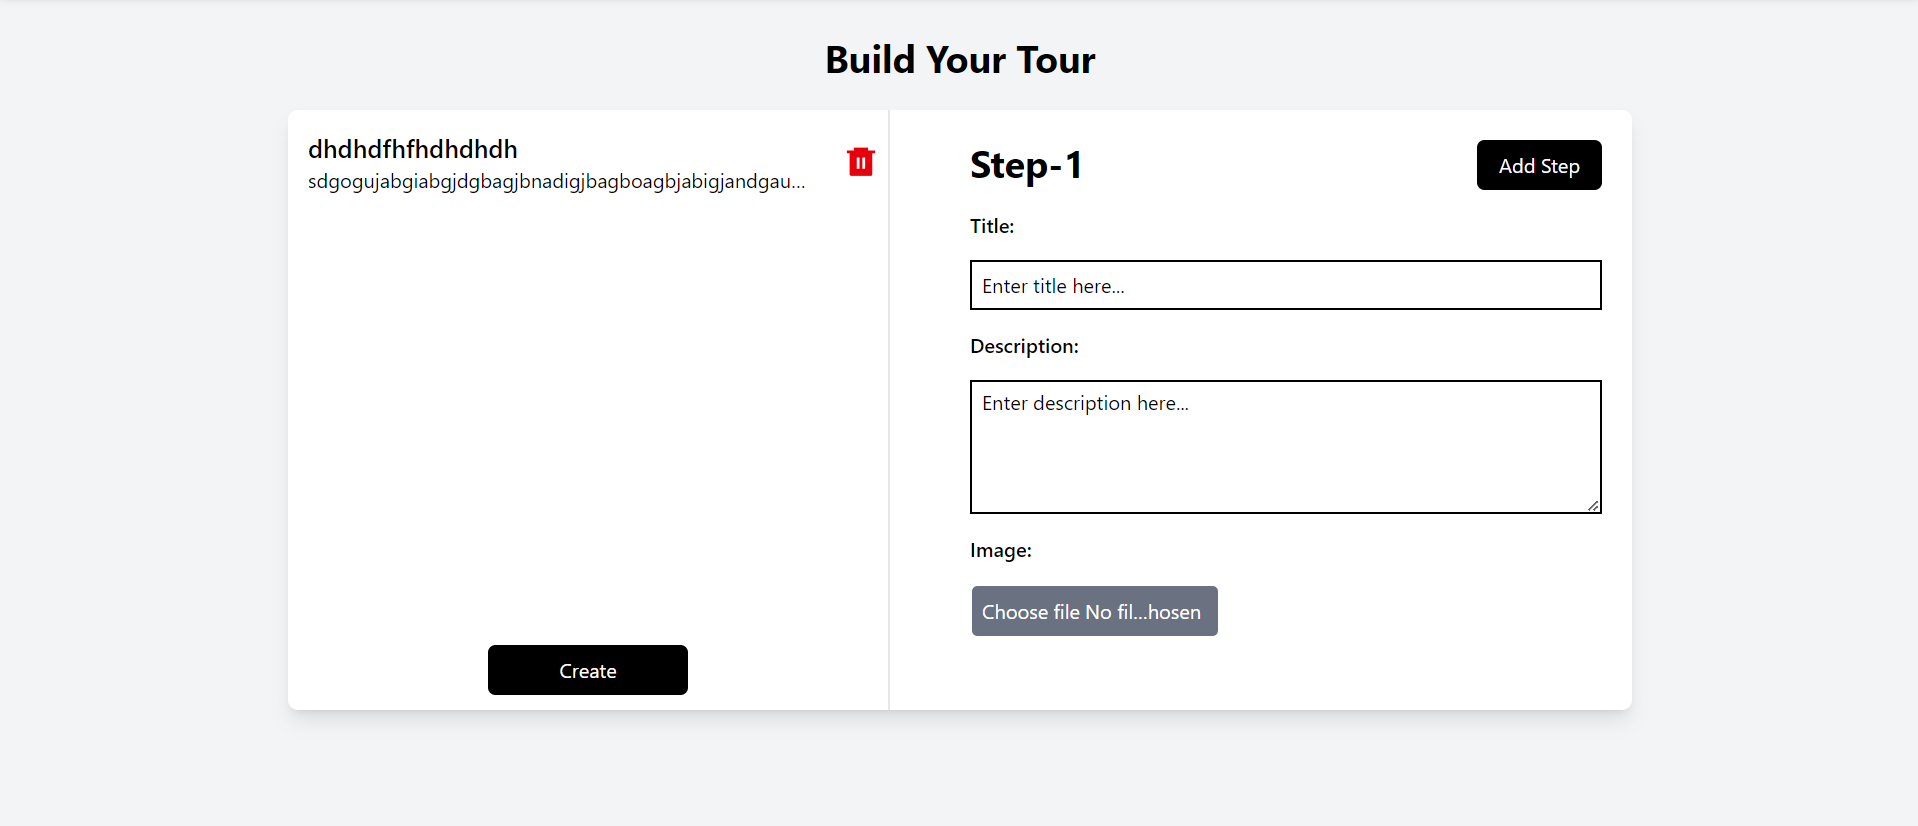 Build Your Tour
dhdhdfhfhdhdhdh
sdgogujabgiabgjdgbagjbnadigjbagboagbjabigjandgau...
Create
Step-1
Add Step
Title:
Enter title here...
Description:
Enter description here...
Image:
Choose file No fil...hosen